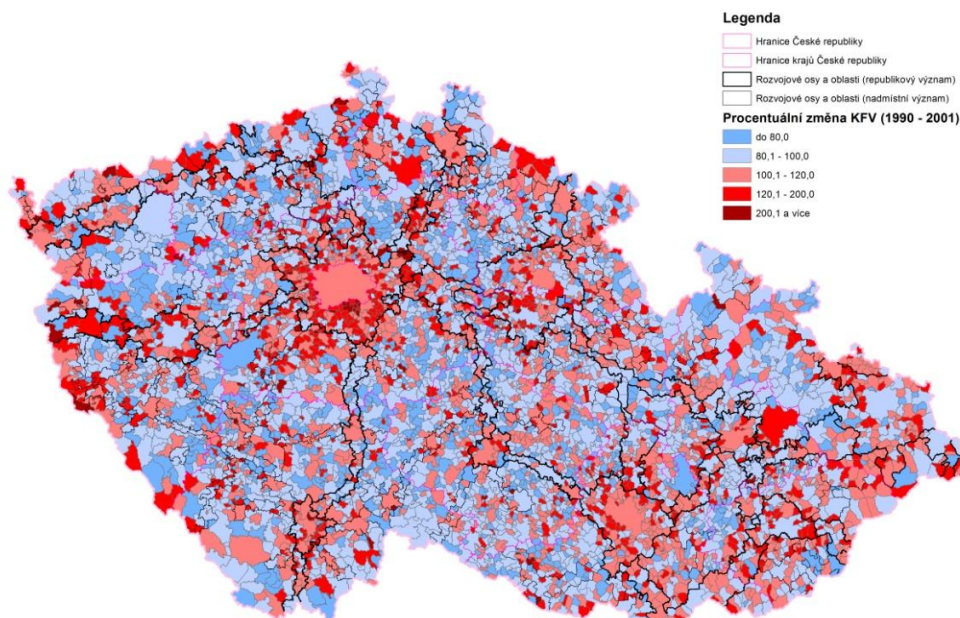 Legenda
Hranice České republiky
Hranice krajů České republiky
Rozvojové osy a oblasti (republikový význam)
Rozvojové osy a oblasti (nadmístní význam)
Procentuální změna KFV (1990 - 2001)
do 80,0
80,1 - 100,0
100,1 - 120,0
120,1 - 200,0
200,1 a více